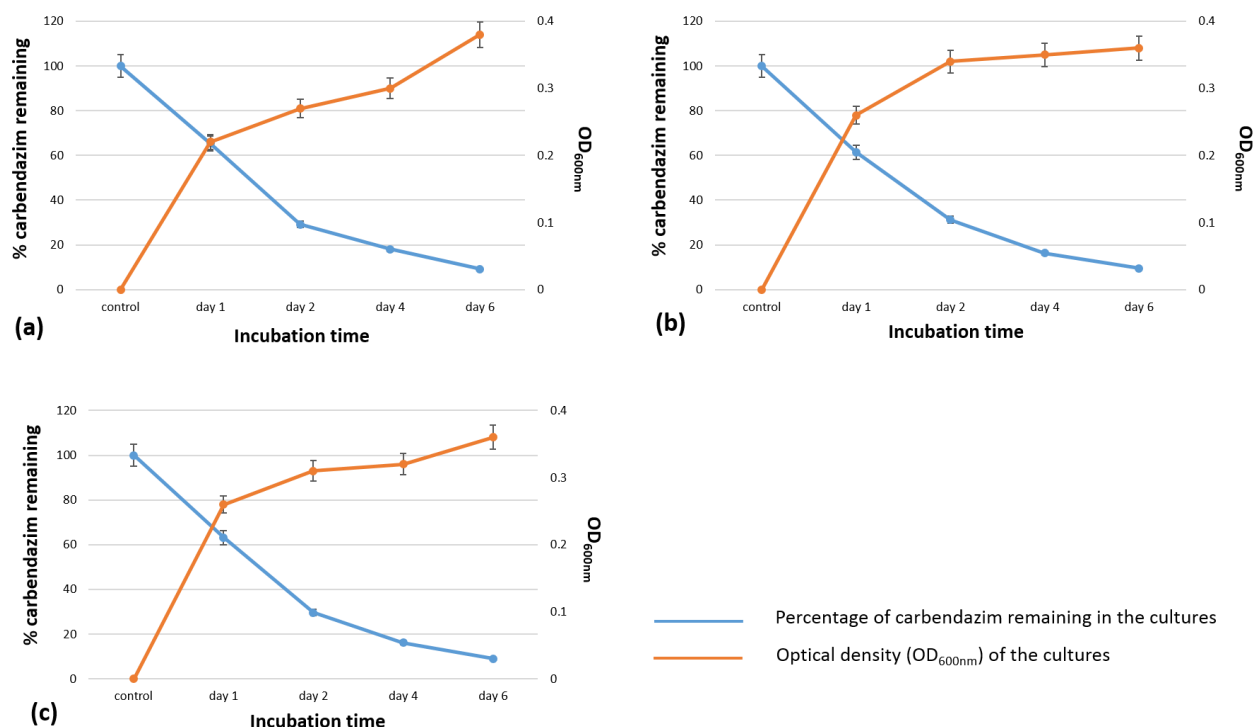 % carbendazim remaining
120
100
80
60
40
20
0
0.4
0.3
0.2
0.1
0
OD600nm
control day 1 day 2 day 4 day 6
Incubation time
(a)
% carbendazim remaining
120
100
80
60
40
20
0
0.4
0.3
0.2
0.1
0
OD600nm
control day 1 day 2 day 4 day 6
Incubation time
(b)
% carbendazim remaining
120
100
80
60
40
20
0
0.4
0.3
0.2
0.1
0
OD600nm
control day 1 day 2 day 4 day 6
Incubation time
(c)
Percentage of carbendazim remaining in the cultures
Optical density (OD600nm) of the cultures